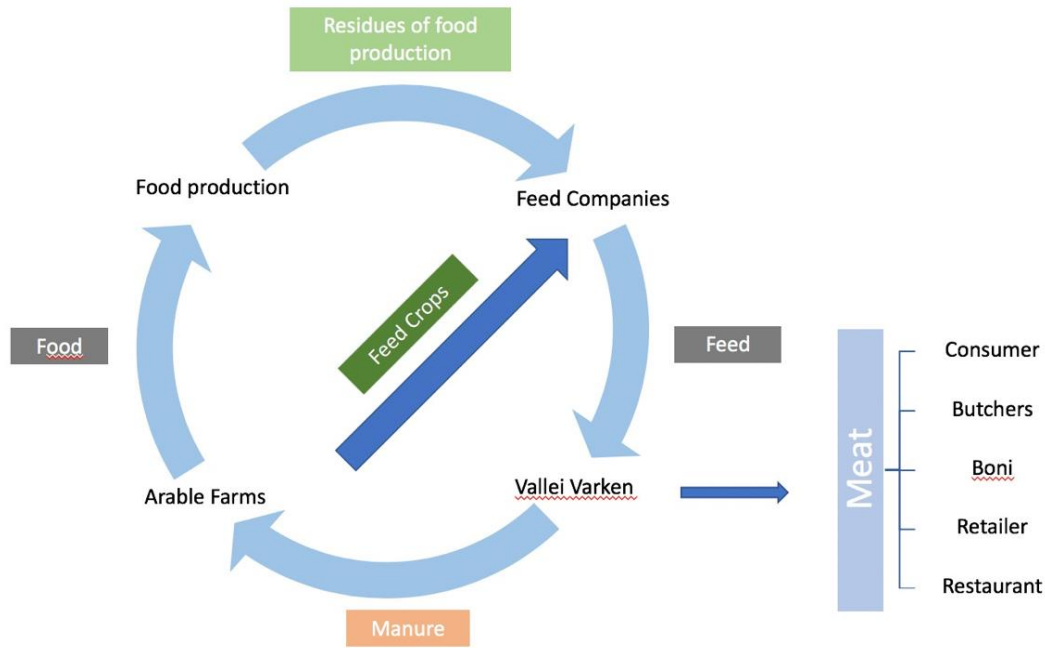 Residues of food
production
Food production
Feed Companies
Feed Crops
Food
Feed
Arable Farms
Vallei Varken
Manure
Meat
Consumer
Butchers
Boni
Retailer
Restaurant